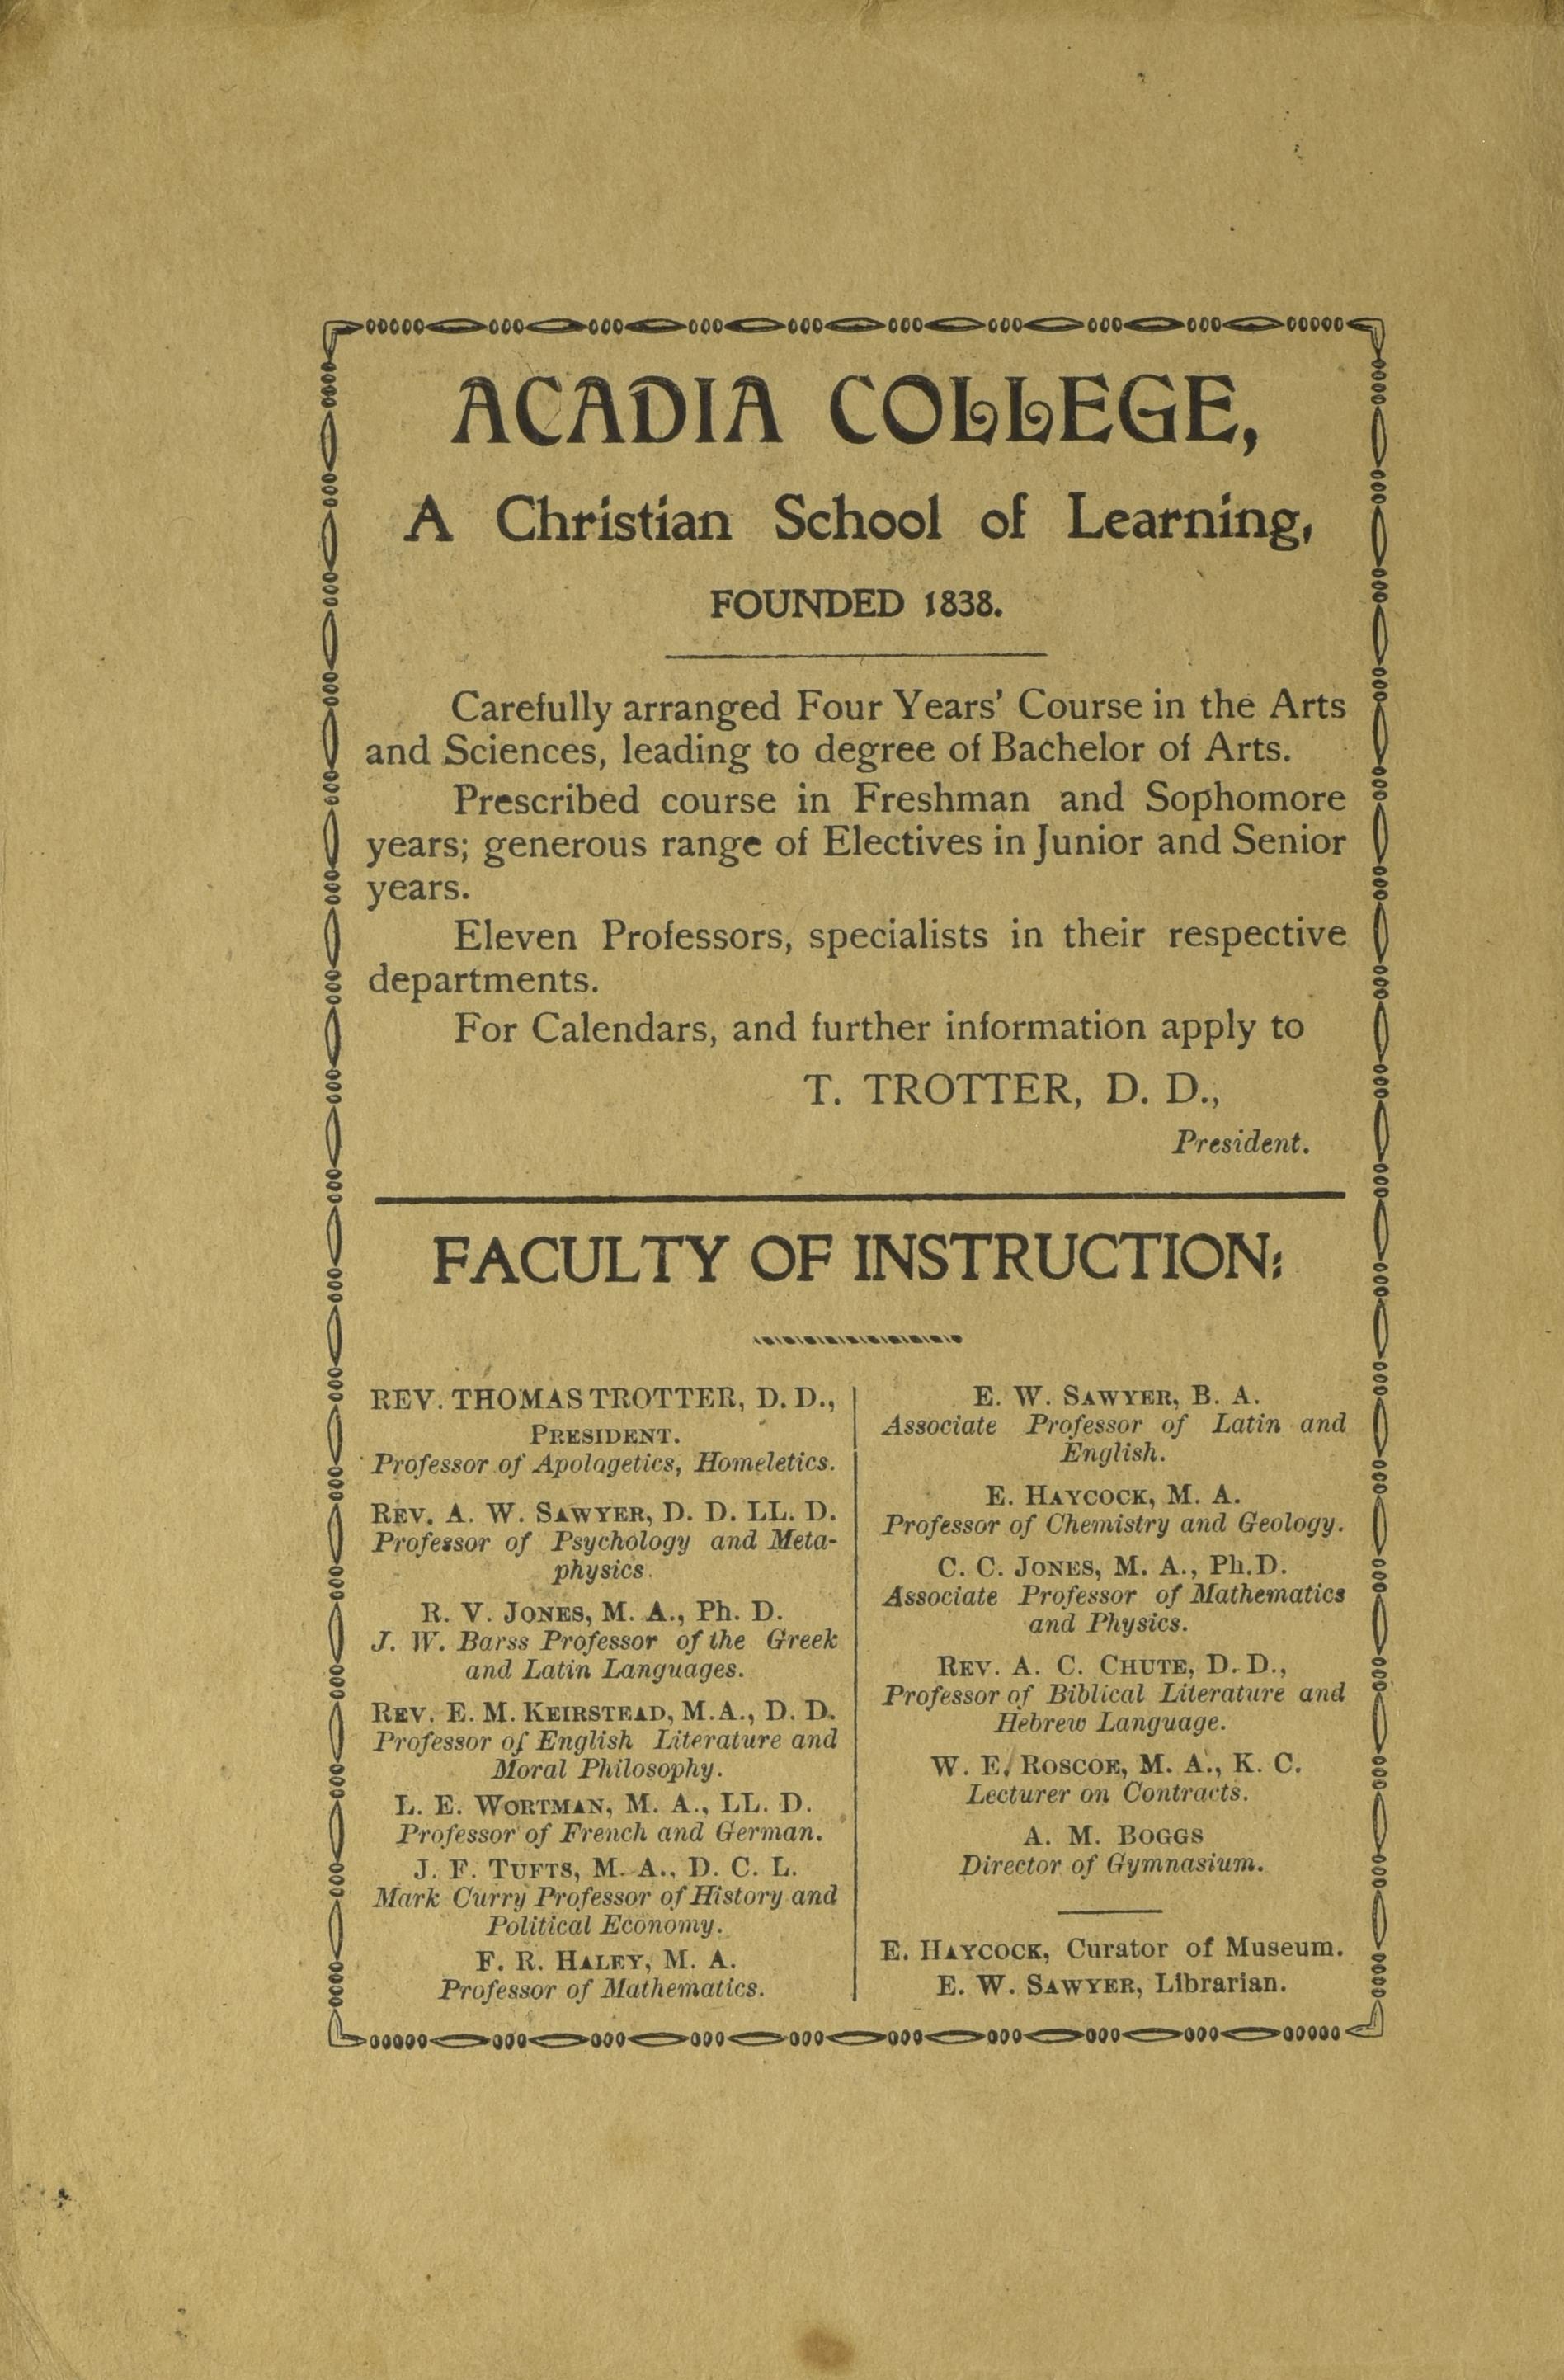 ACADIA COLLEGE,
A Christian School of Learning,
FOUNDED 1838.
Carefully arranged Four Years' Course in the Arts
and Sciences, leading to degree of Bachelor of Arts.
Prescribed course in Freshman and Sophomore
years; generous range of Electives in Junior and Senior
years.
Eleven Professors, specialists in their respective
departments.
For Calendars, and further information apply to
T. TROTTER, D. D.,
President.
FACULTY OF INSTRUCTION:
REV. THOMAS TROTTER, D. D.,
PRESIDENT.
Professor of Apologetics, Homeletics.
REV. A. W. SAWYER, D. D. LL. D.
Professor of Psychology and Meta-
physics.
R. V. JONES, M. A., Ph. D.
J. W. Barss Professor of the Greek
and Latin Languages.
REV. E. M. KEIRSTEAD, M.A., D. D.
Professor of English Literature and
Moral Philosophy.
L. E. WORTMAN, M. A., LL. D.
Professor of French and German.
J. F. TUFTS, M. A., D. C. L.
Mark Curry Professor of History and
Political Economy.
F. R. HALEY, M. A.
Professor of Mathematics.
E. W. SAWYER, B. A.
Associate Professor of Latin and
English.
E. HAYCOCK, M. A.
Professor of Chemistry and Geology.
C. C. JONES, M. A., Ph.D.
Associate Professor of Mathematics
and Physics.
REV. A. C. CHUTE, D. D.,
Professor of Biblical Literature and
Hebrew Language.
W. E. ROSCOE, M. A., K. C.
Lecturer on Contracts.
A. M. BOGGS
Director of Gymnasium.
E. HAYCOCK, Curator of Museum.
E. W. SAWYER, Librarian.